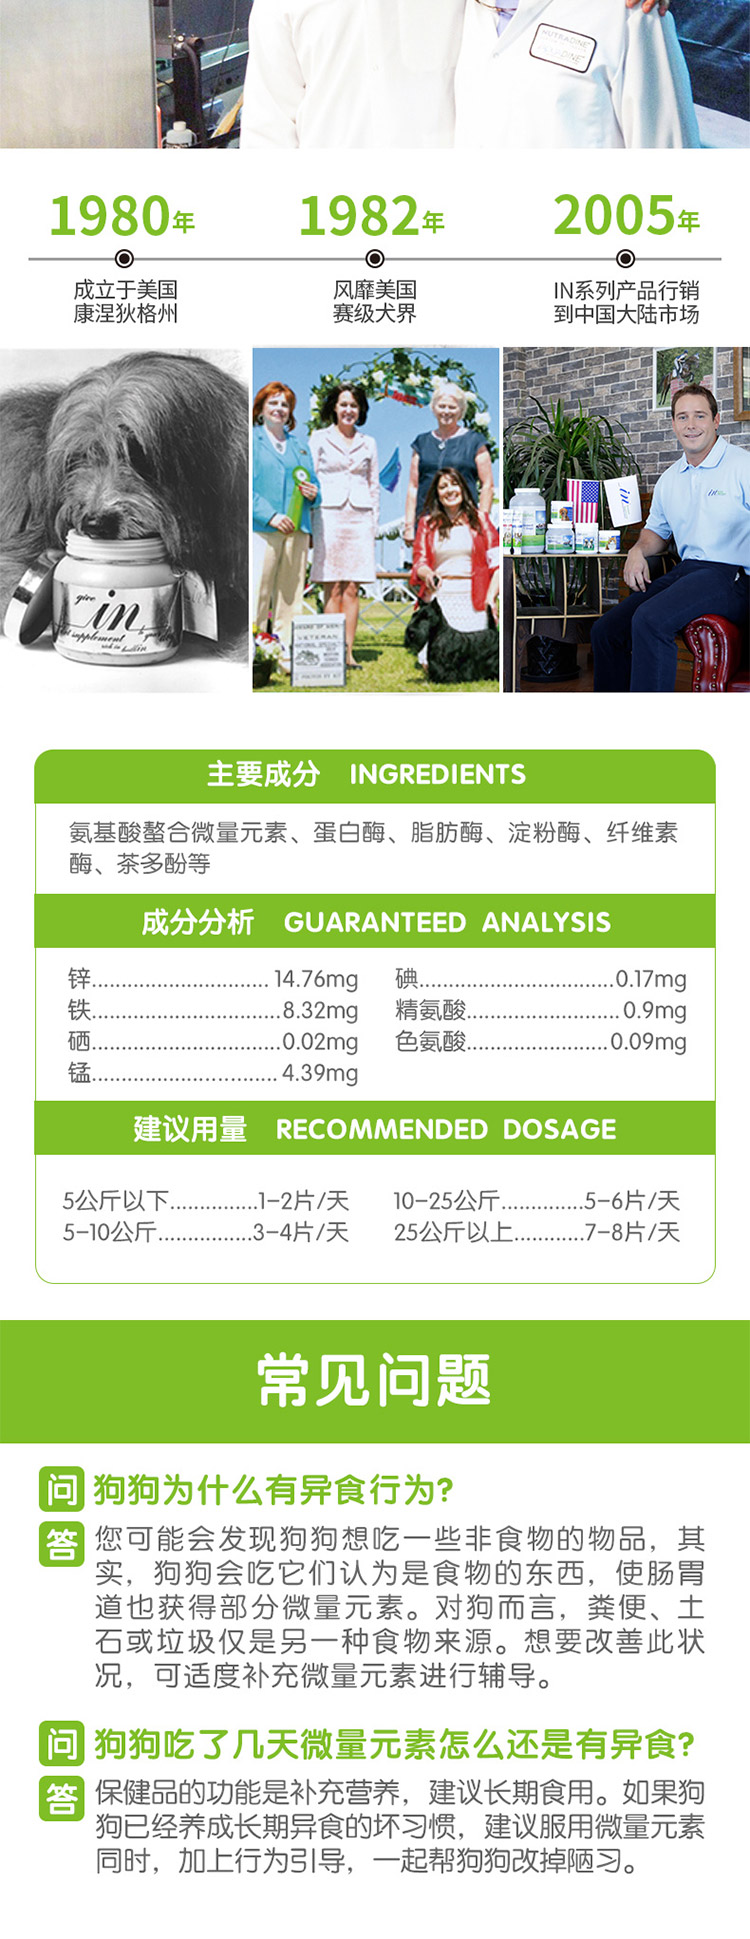 NUTRADINE
1980年
1982年
2005年
成立于美国
康涅狄格州
风靡美国
赛级犬界
IN系列产品行销
到中国大陆市场
give
in
supplement
in
in
主要成分 INGREDIENTS
氨基酸螯合微量元素、蛋白酶、脂肪酶、淀粉酶、纤维素
酶、茶多酚等
成分分析 GUARANTEED ANALYSIS
锌..............................14.76mg
碘.................................0.17mg
铁................................8.32mg
精氨酸..........................0.9mg
硒................................0.02mg
色氨酸........................0.09mg
锰................................4.39mg
建议用量 RECOMMENDED DOSAGE
5公斤以下...............1-2片/天
10-25公斤..............5-6片/天
5-10公斤................3-4片/天
25公斤以上............7-8片/天
常见问题
问 狗狗为什么有异食行为?
答 您可能会发现狗狗想吃一些非食物的物品，其
实，狗狗会吃它们认为是食物的东西，使肠胃
道也获得部分微量元素。对狗而言，粪便、土
石或垃圾仅是另一种食物来源。想要改善此状
况，可适度补充微量元素进行辅导。
问 狗狗吃了几天微量元素怎么还是有异食?
答 保健品的功能是补充营养，建议长期食用。如果狗
狗已经养成长期异食的坏习惯，建议服用微量元素
同时，加上行为引导，一起帮狗狗改掉陋习。